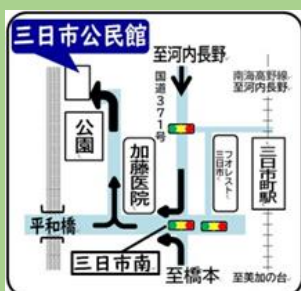 三日市公民館
至河内長野
南海高野線
至河内長野
国道371号
公園
加藤医院
フォレスト
三日市
三日市町駅
平和橋
三日市南
至橋本
至美加の台